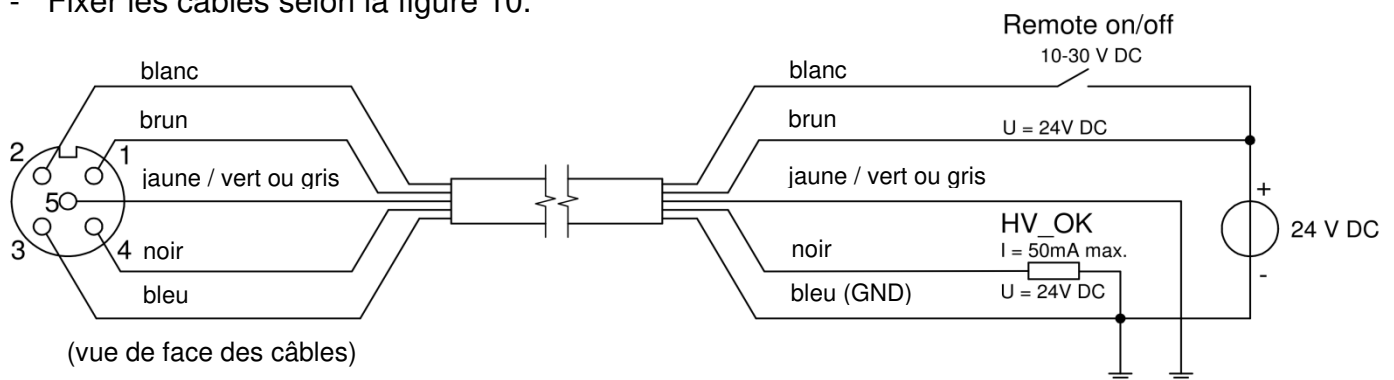 - Fixer les câbles selon la figure 10.
Remote on/off
10-30 V DC
blanc
blanc
brun
brun
U = 24V DC
2
1
jaune / vert ou gris
jaune / vert ou gris
5
+
24 V DC
-
HV_OK
I = 50mA max.
U = 24V DC
3
4
noir
noir
bleu
bleu (GND)
(vue de face des câbles)